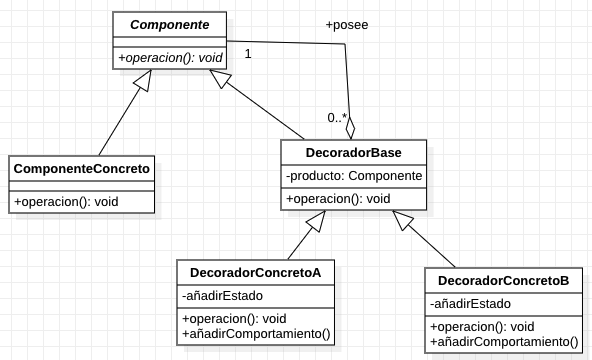 Componente
+operacion(): void
+posee
1
0..*
ComponenteConcreto
+operacion(): void
DecoradorBase
-producto: Componente
+operacion(): void
DecoradorConcretoA
-añadirEstado
+operacion(): void
+añadirComportamiento()
DecoradorConcretoB
-añadirEstado
+operacion(): void
+añadirComportamiento()